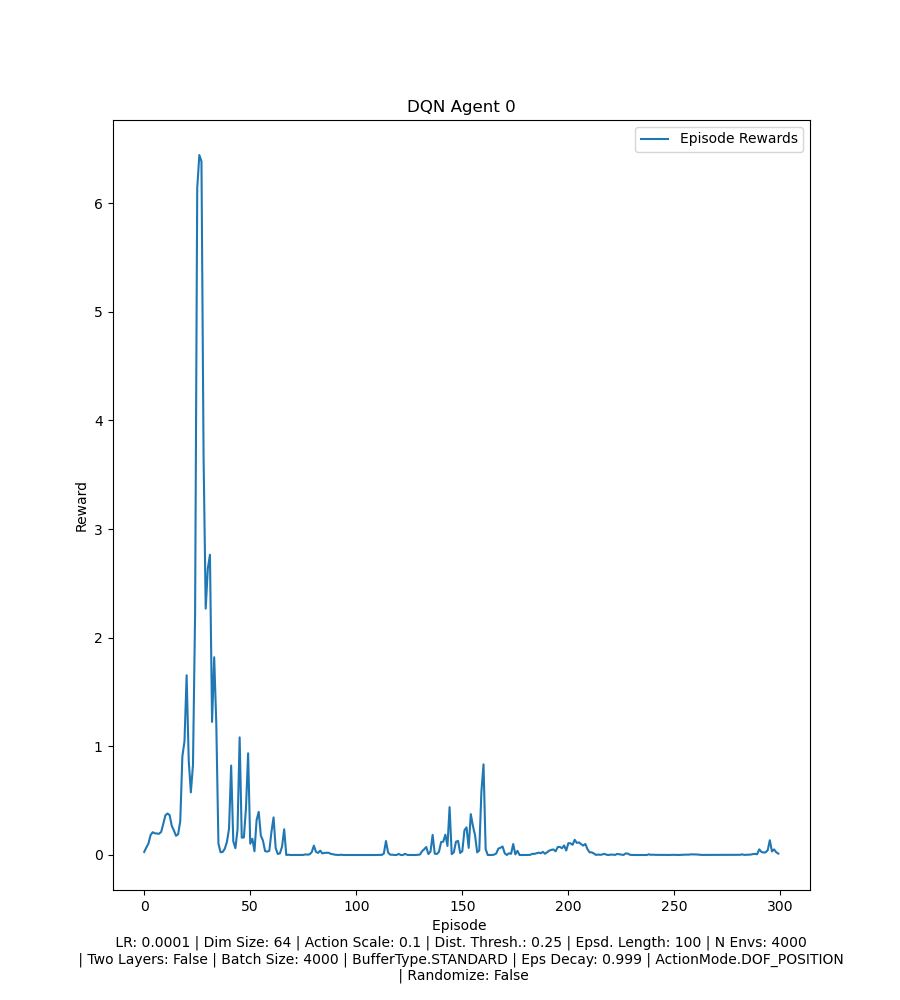 DQN Agent 0
Episode Rewards
6
5
4
3
2
1
0
Reward
0 50 100 150 200 250 300
Episode
LR: 0.0001 | Dim Size: 64 | Action Scale: 0.1 | Dist. Thresh.: 0.25 | Epsd. Length: 100 | N Envs: 4000
| Two Layers: False | Batch Size: 4000 | BufferType.STANDARD | Eps Decay: 0.999 | ActionMode.DOF_POSITION
| Randomize: False